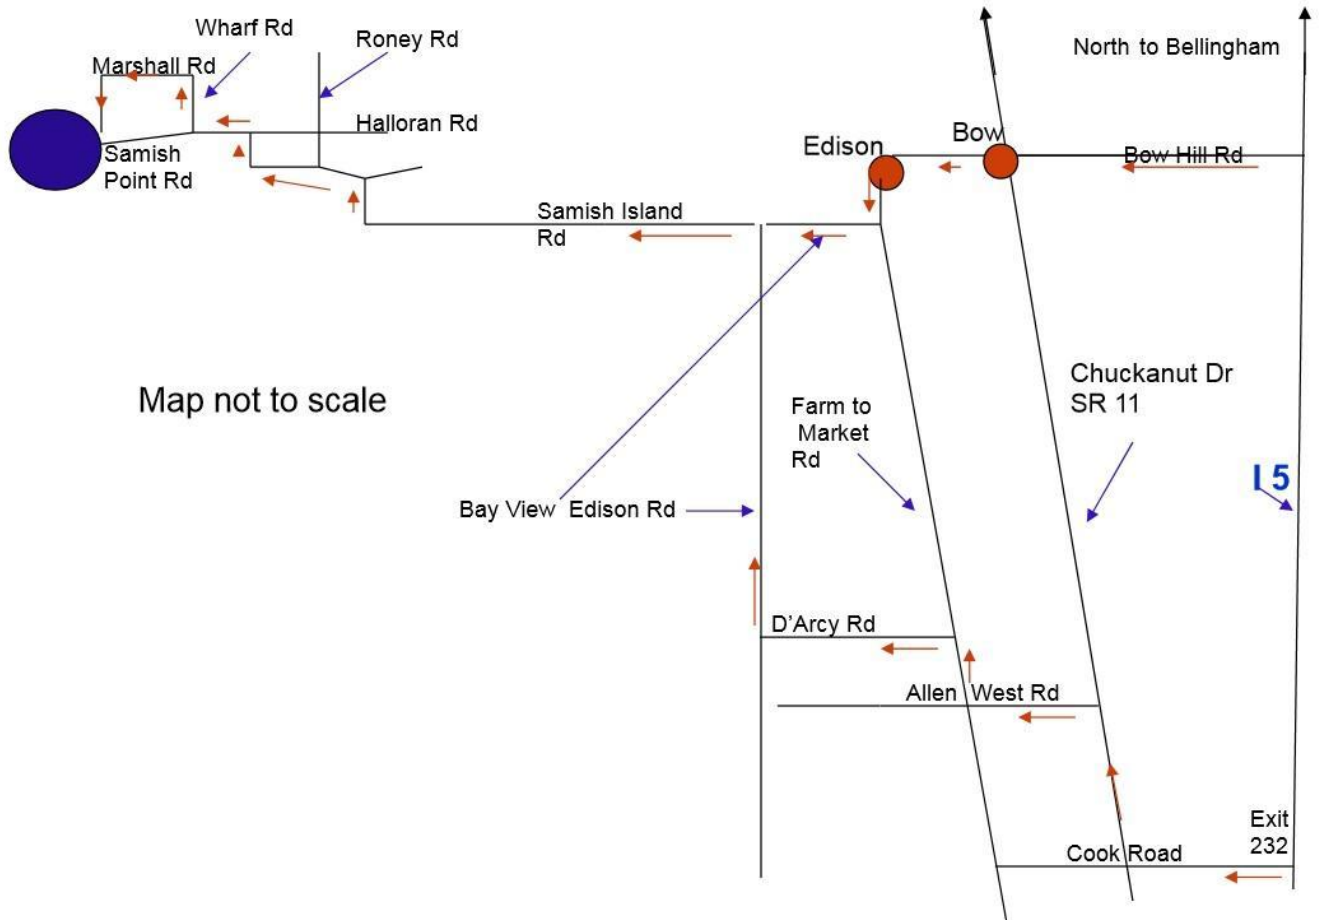 Wharf Rd
Roney Rd
North to Bellingham
Marshall Rd
Halloran Rd
Bow
Edison
Bow Hill Rd
Samish
Point Rd
Samish Island
Rd
Chuckanut Dr
SR 11
Map not to scale
Farm to
Market
Rd
I 5
Bay View Edison Rd
D'Arcy Rd
Allen West Rd
Exit
232
Cook Road